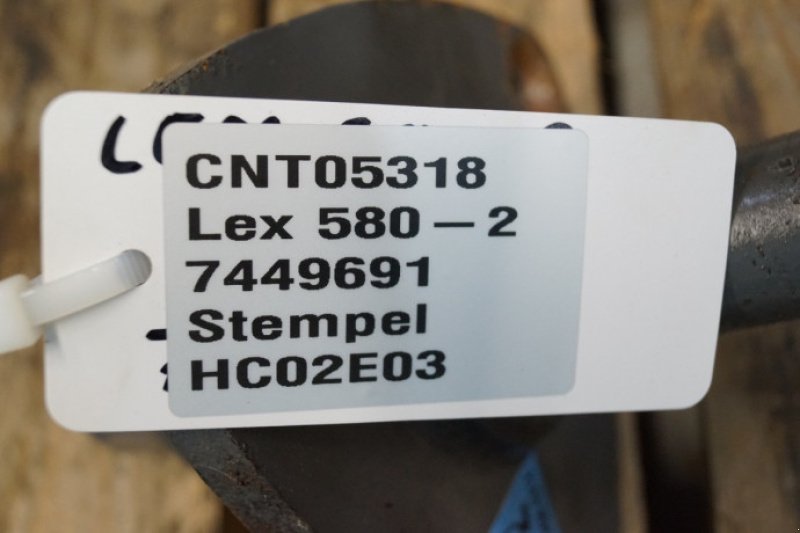 CNT05318
Lex 580-2
7449691
Stempel
HC02E03